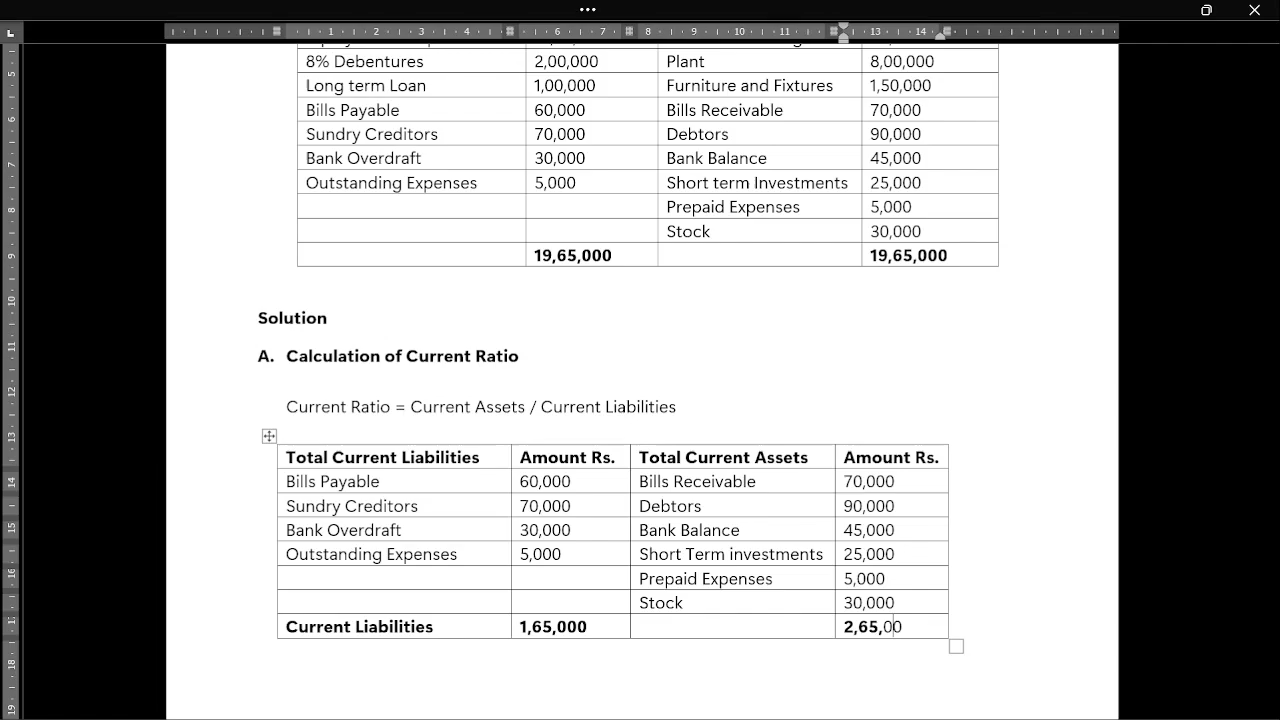 8% Debentures 2,00,000 Plant 8,00,000
Long term Loan 1,00,000 Furniture and Fixtures 1,50,000
Bills Payable 60,000 Bills Receivable 70,000
Sundry Creditors 70,000 Debtors 90,000
Bank Overdraft 30,000 Bank Balance 45,000
Outstanding Expenses 5,000 Short term Investments 25,000
Prepaid Expenses 5,000
Stock 30,000
19,65,000 19,65,000
Solution
A. Calculation of Current Ratio
Current Ratio = Current Assets / Current Liabilities
Total Current Liabilities Amount Rs. Total Current Assets Amount Rs.
Bills Payable 60,000 Bills Receivable 70,000
Sundry Creditors 70,000 Debtors 90,000
Bank Overdraft 30,000 Bank Balance 45,000
Outstanding Expenses 5,000 Short Term investments 25,000
Prepaid Expenses 5,000
Stock 30,000
Current Liabilities 1,65,000 2,65,00